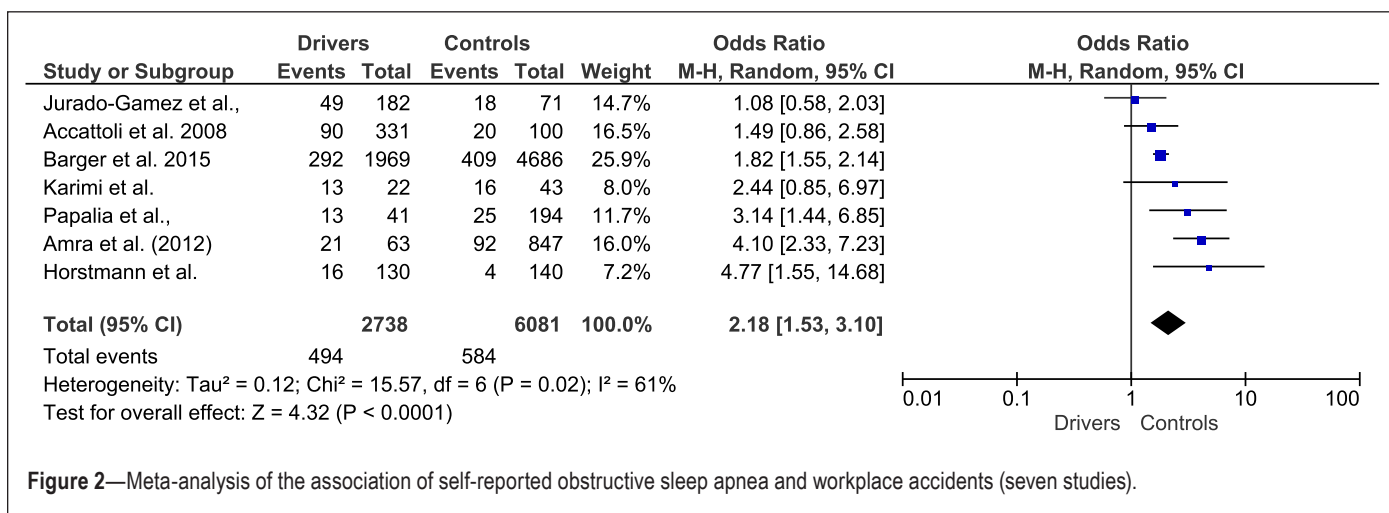 Drivers Controls Odds Ratio Odds Ratio
Study or Subgroup Events Total Events Total Weight M-H, Random, 95% CI M-H, Random, 95% CI
Jurado-Gamez et al., 49 182 18 71 14.7% 1.08 [0.58, 2.03]
Accattoli et al. 2008 90 331 20 100 16.5% 1.49 [0.86, 2.58]
Barger et al. 2015 292 1969 409 4686 25.9% 1.82 [1.55, 2.14]
Karimi et al. 13 22 16 43 8.0% 2.44 [0.85, 6.97]
Papalia et al., 13 41 25 194 11.7% 3.14 [1.44, 6.85]
Amra et al. (2012) 21 63 92 847 16.0% 4.10 [2.33, 7.23]
Horstmann et al. 16 130 4 140 7.2% 4.77 [1.55, 14.68]
Total (95% CI) 2738 6081 100.0% 2.18 [1.53, 3.10]
Total events 494 584
Heterogeneity: Tau² = 0.12; Chi² = 15.57, df = 6 (P = 0.02); I² = 61%
Test for overall effect: Z = 4.32 (P < 0.0001)
0.01 0.1 1 10 100
Drivers Controls
Figure 2—Meta-analysis of the association of self-reported obstructive sleep apnea and workplace accidents (seven studies).